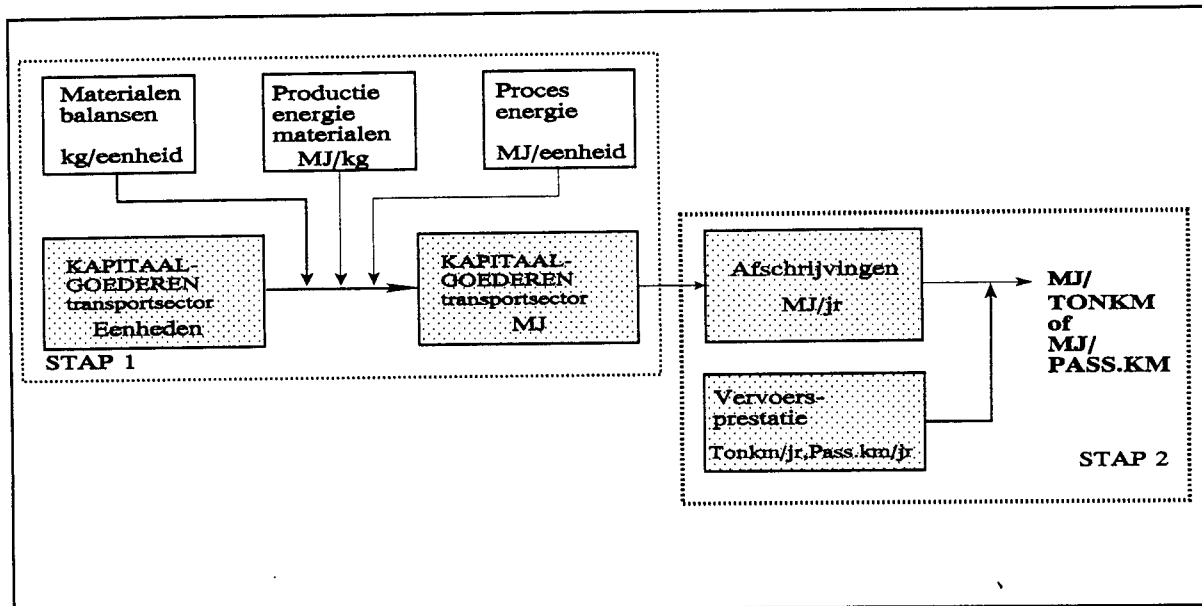 Materialen
balansen
kg/eenheid
Productie
energie
materialen
MJ/kg
Proces
energie
MJ/eenheid
KAPITAAL-
GOEDEREN
transportsector
Eenheden
KAPITAAL-
GOEDEREN
transportsector
MJ
STAP 1
Afschrijvingen
MJ/jr
Vervoers-
prestatie
Tonkm/jr,Pass.km/jr
MJ/
TONKM
of
MJ/
PASS.KM
STAP 2